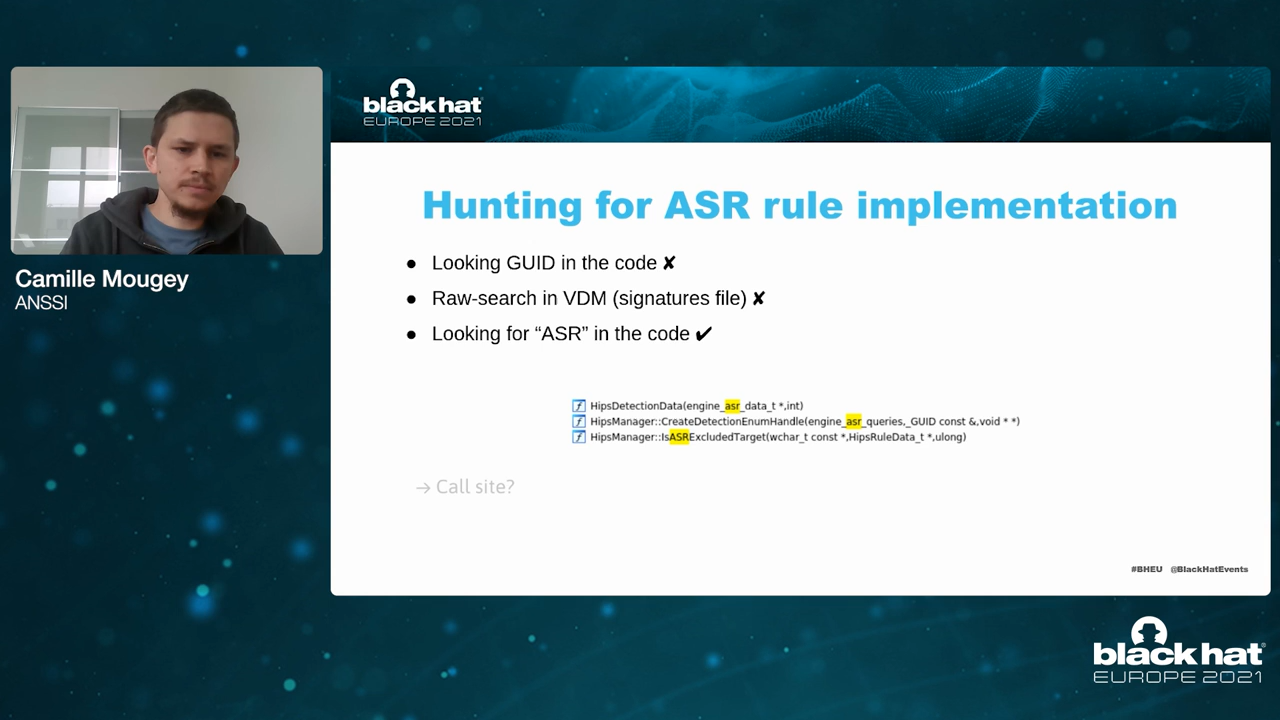 black hat
EUROPE 2021
Camille Mougey
ANSSI
Hunting for ASR rule implementation
● Looking GUID in the code ✘
● Raw-search in VDM (signatures file) ✘
● Looking for “ASR” in the code ✔
f HipsDetectionData(engine_asr_data_t *,int)
f HipsManager::CreateDetectionEnumHandle(engine_asr_queries,_GUID const &,void * *)
f HipsManager::IsASRExcludedTarget(wchar_t const *,HipsRuleData_t *,ulong)
→ Call site?
#BHEU @BlackHatEvents
black hat
EUROPE 2021